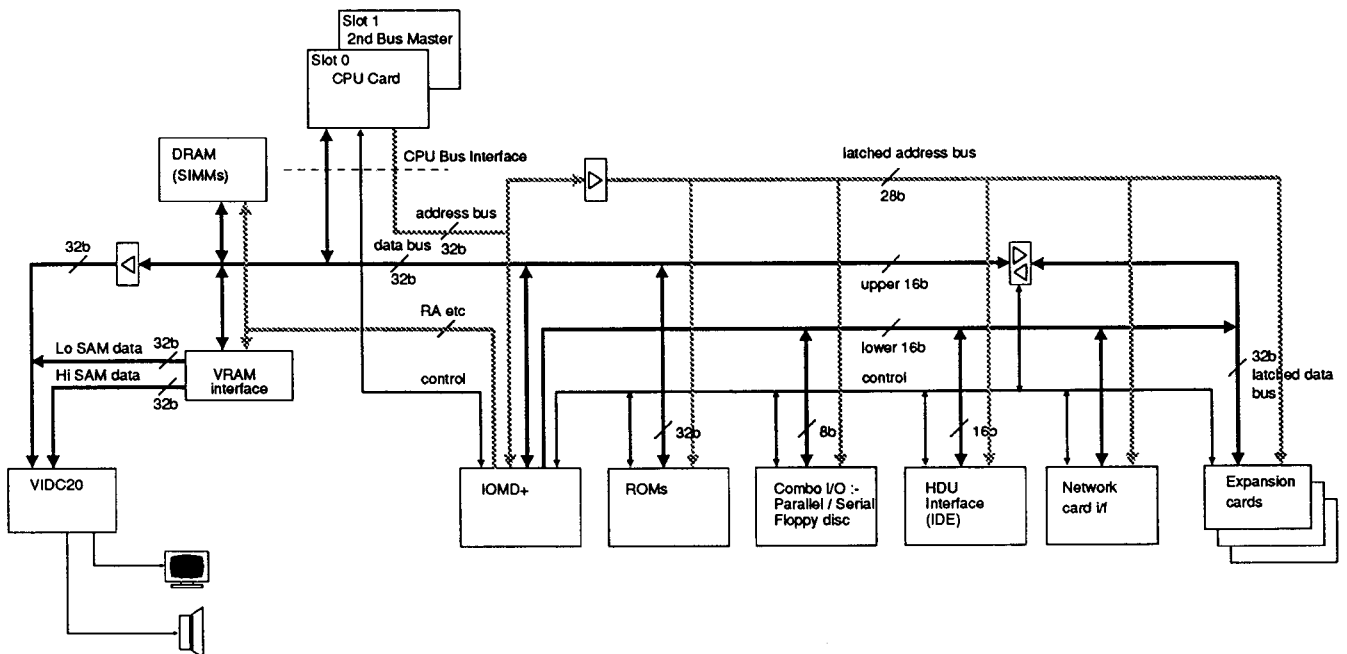 Slot 1
2nd Bus Master
Slot 0
CPU Card
DRAM
(SIMMs)
CPU Bus Interface
latched address bus
28b
address bus
32b
32b
data bus
32b
upper 16b
RA etc
lower 16b
Lo SAM data
32b
Hi SAM data
32b
VRAM
interface
control
control
32b
latched data
bus
32b
8b
16b
VIDC20
IOMD+
ROMs
Combo I/O :-
Parallel / Serial
Floppy disc
HDU
Interface
(IDE)
Network
card i/f
Expansion
cards